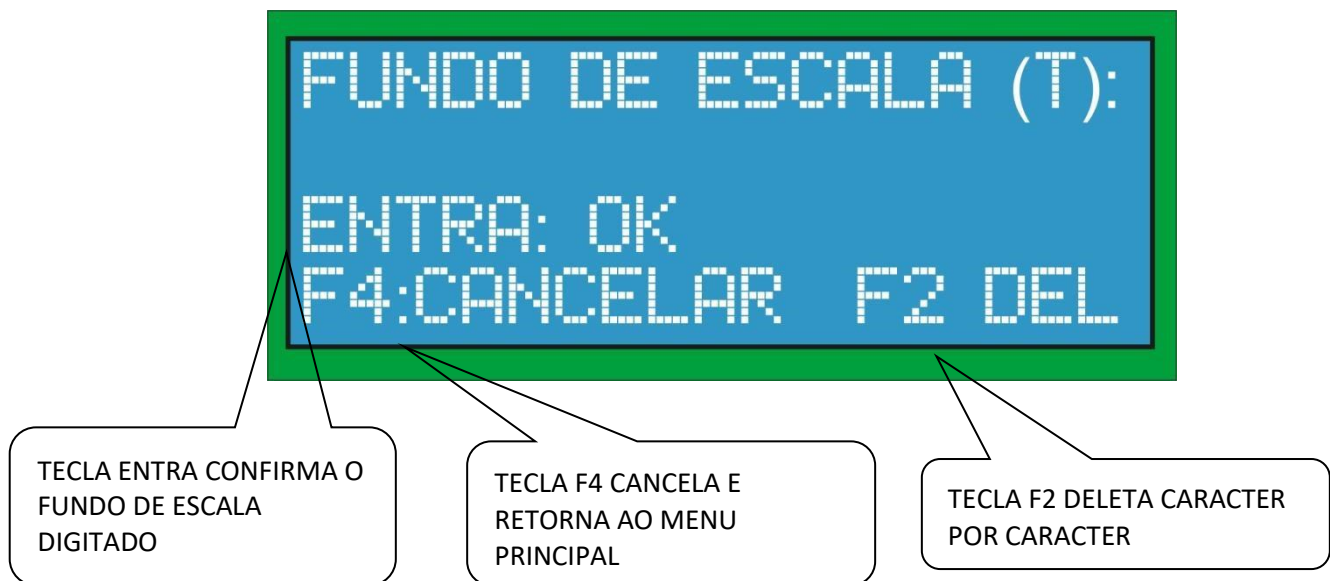 FUNDO DE ESCALA (T):
ENTRA: OK
F4:CANCELAR F2 DEL
TECLA ENTRA CONFIRMA O
FUNDO DE ESCALA
DIGITADO
TECLA F4 CANCELA E
RETORNA AO MENU
PRINCIPAL
TECLA F2 DELETA CARACTER
POR CARACTER